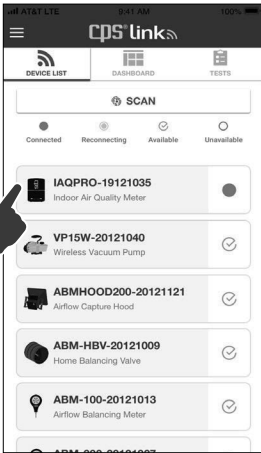 AT&T LTE 9:41 AM 100%
cps link
DEVICE LIST DASHBOARD TESTS
SCAN
Connected Reconnecting Available Unavailable
IAQPRO-19121035
Indoor Air Quality Meter
VP15W-20121040
Wireless Vacuum Pump
ABMHOOD200-20121121
Airflow Capture Hood
ABM-HBV-20121009
Home Balancing Valve
ABM-100-20121013
Airflow Balancing Meter